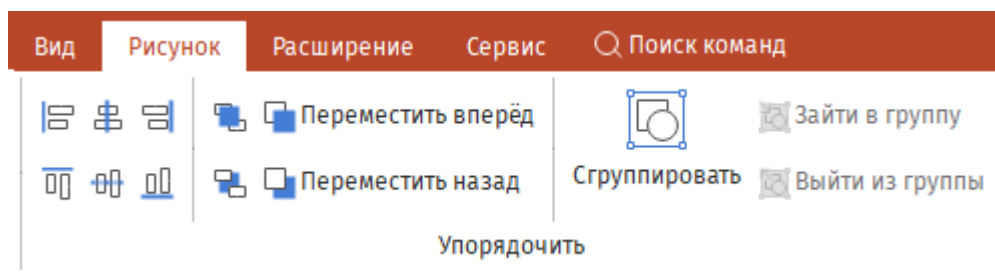 Вид Рисунок Расширение Сервис Поиск команд
Переместить вперёд Зайти в группу
Переместить назад Сгруппировать Выйти из группы
Упорядочить